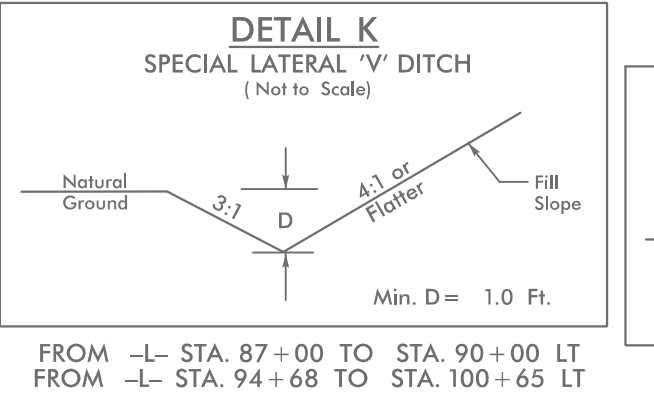 DETAIL K
SPECIAL LATERAL 'V' DITCH
( Not to Scale)
Natural
Ground
3:1
D
4:1 or
Flatter
Fill
Slope
Min. D = 1.0 Ft.
FROM -L- STA. 87+00 TO STA. 90+00 LT
FROM -L- STA. 94+68 TO STA. 100+65 LT